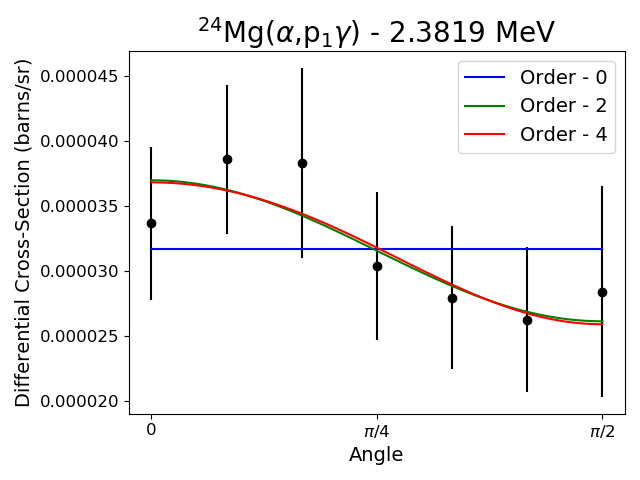 ²⁴Mg(α,p₁γ) - 2.3819 MeV
Differential Cross-Section (barns/sr)
0.000045
0.000040
0.000035
0.000030
0.000025
0.000020
Order - 0
Order - 2
Order - 4
0 π/4 π/2
Angle